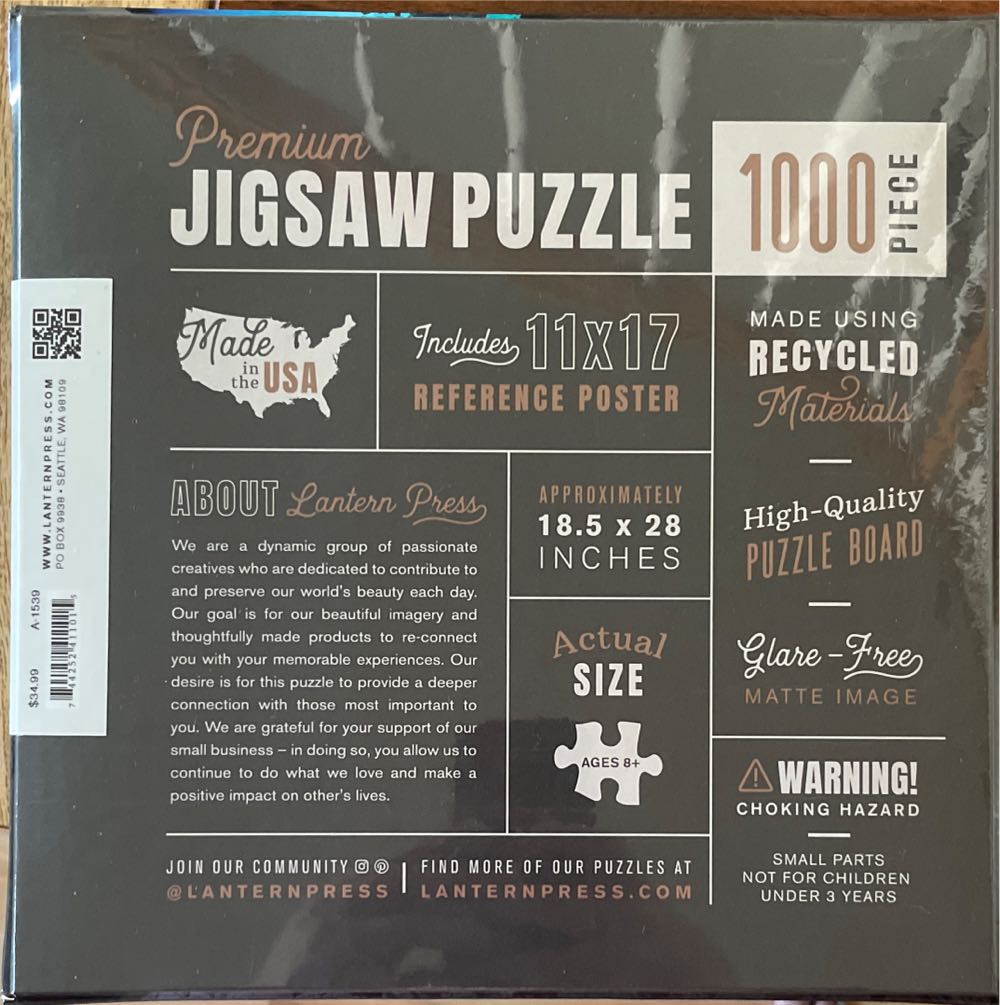 Premium
JIGSAW PUZZLE
1000
PIECE
Made
in
the USA
Includes 11x17
REFERENCE POSTER
MADE USING
RECYCLED
Materials
High-Quality
PUZZLE BOARD
Glare-Free
MATTE IMAGE
ABOUT Lantern Press
We are a dynamic group of passionate
creatives who are dedicated to contribute to
and preserve our world's beauty each day.
Our goal is for our beautiful imagery and
thoughtfully made products to re-connect
you with your memorable experiences. Our
desire is for this puzzle to provide a deeper
connection with those most important to
you. We are grateful for your support of our
small business – in doing so, you allow us to
continue to do what we love and make a
positive impact on other's lives.
APPROXIMATELY
18.5 x 28
INCHES
Actual
SIZE
AGES 8+
WARNING!
CHOKING HAZARD
SMALL PARTS
NOT FOR CHILDREN
UNDER 3 YEARS
JOIN OUR COMMUNITY
@LANTERNPRESS
FIND MORE OF OUR PUZZLES AT
LANTERNPRESS.COM
WWW.LANTERNPRESS.COM
PO BOX 9938 • SEATTLE, WA 98109
A-1539
$34.99